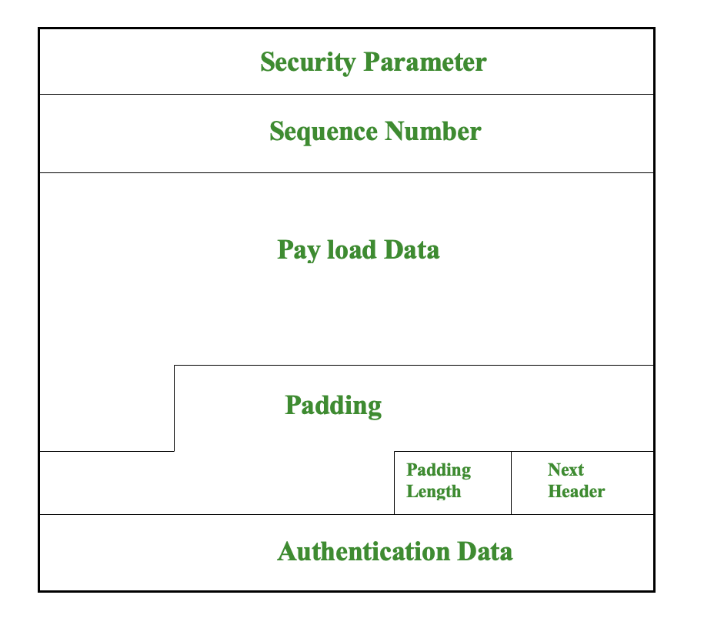 Security Parameter
Sequence Number
Pay load Data
Padding
Padding
Length
Next
Header
Authentication Data